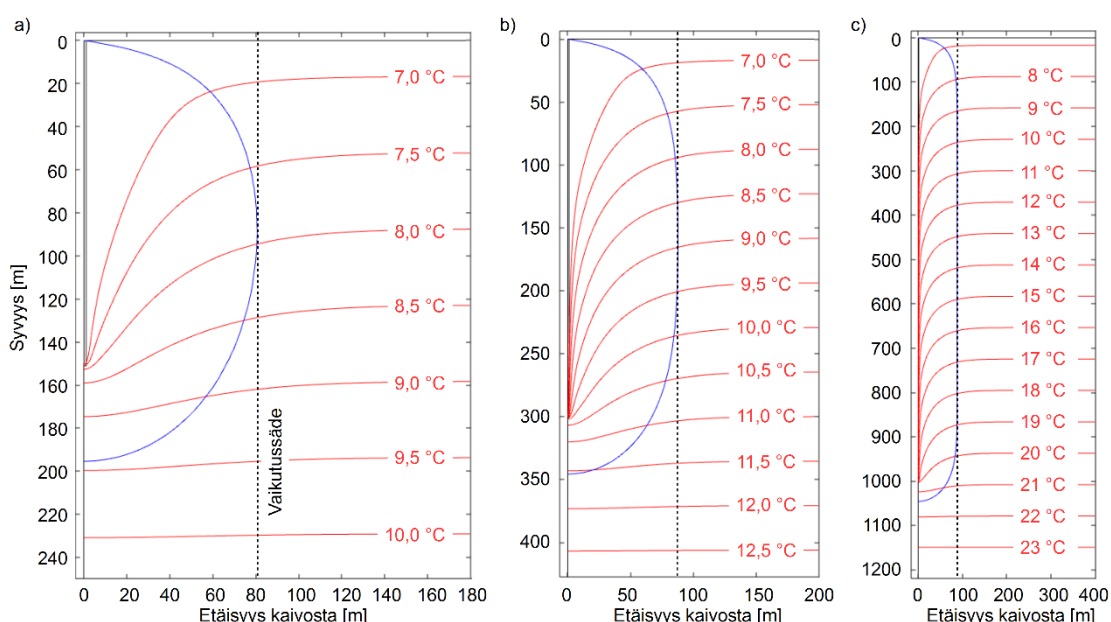 a)
Syvyys [m]
0
20
40
60
80
100
120
140
160
180
200
220
240
7,0 °C
7,5 °C
8,0 °C
8,5 °C
9,0 °C
9,5 °C
10,0 °C
Vaikutussäde
0 20 40 60 80 100 120 140 160 180
Etäisyys kaivosta [m]
b)
0
50
100
150
200
250
300
350
400
7,0 °C
7,5 °C
8,0 °C
8,5 °C
9,0 °C
9,5 °C
10,0 °C
10,5 °C
11,0 °C
11,5 °C
12,0 °C
12,5 °C
0 50 100 150 200
Etäisyys kaivosta [m]
c)
0
100
200
300
400
500
600
700
800
900
1000
1100
1200
8 °C
9 °C
10 °C
11 °C
12 °C
13 °C
14 °C
15 °C
16 °C
17 °C
18 °C
19 °C
20 °C
21 °C
22 °C
23 °C
0 100 200 300 400
Etäisyys kaivosta [m]